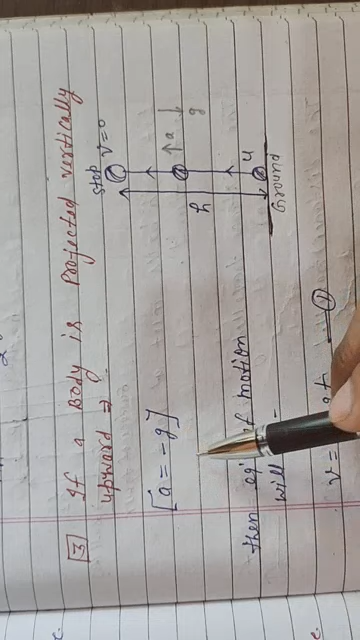 3 If a Body is projected vertically
upward =
stop v=0
[a = -g]
↑a ↓g
h
u
ground
then eqⁿ of motion
will -
v = gt —①